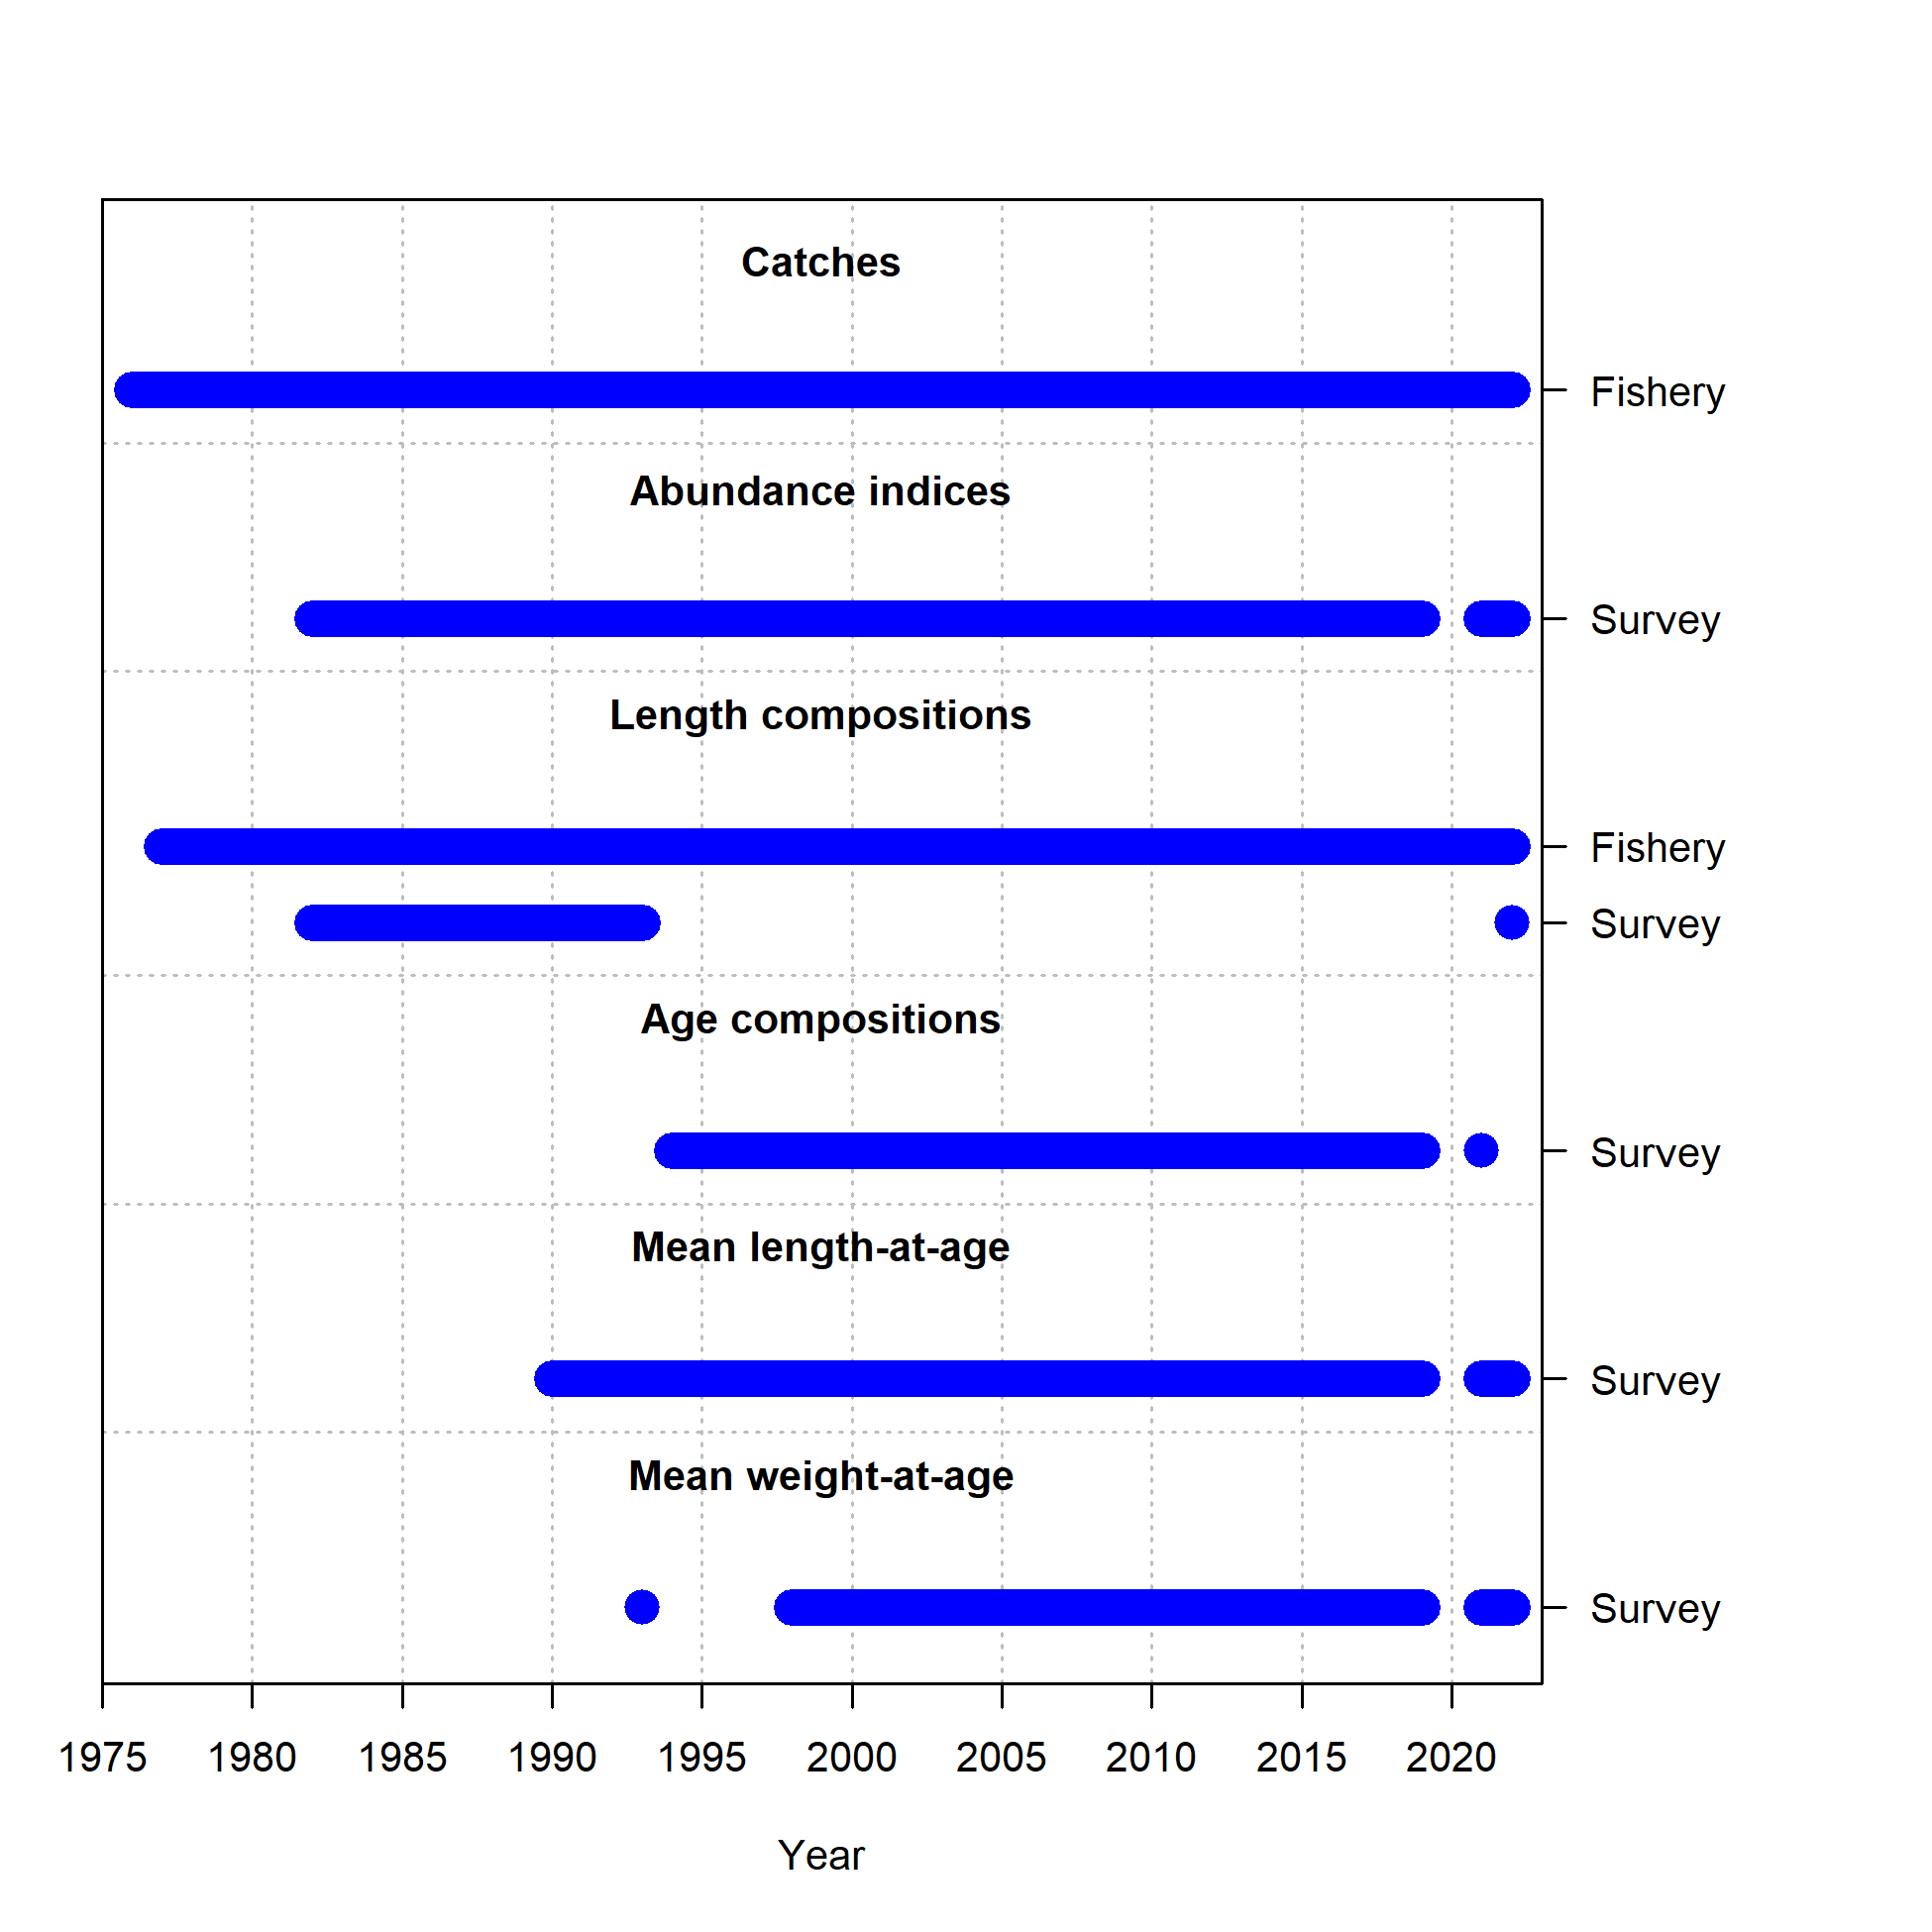 Catches
Fishery
Abundance indices
Survey
Length compositions
Fishery
Survey
Age compositions
Survey
Mean length-at-age
Survey
Mean weight-at-age
Survey
1975 1980 1985 1990 1995 2000 2005 2010 2015 2020
Year